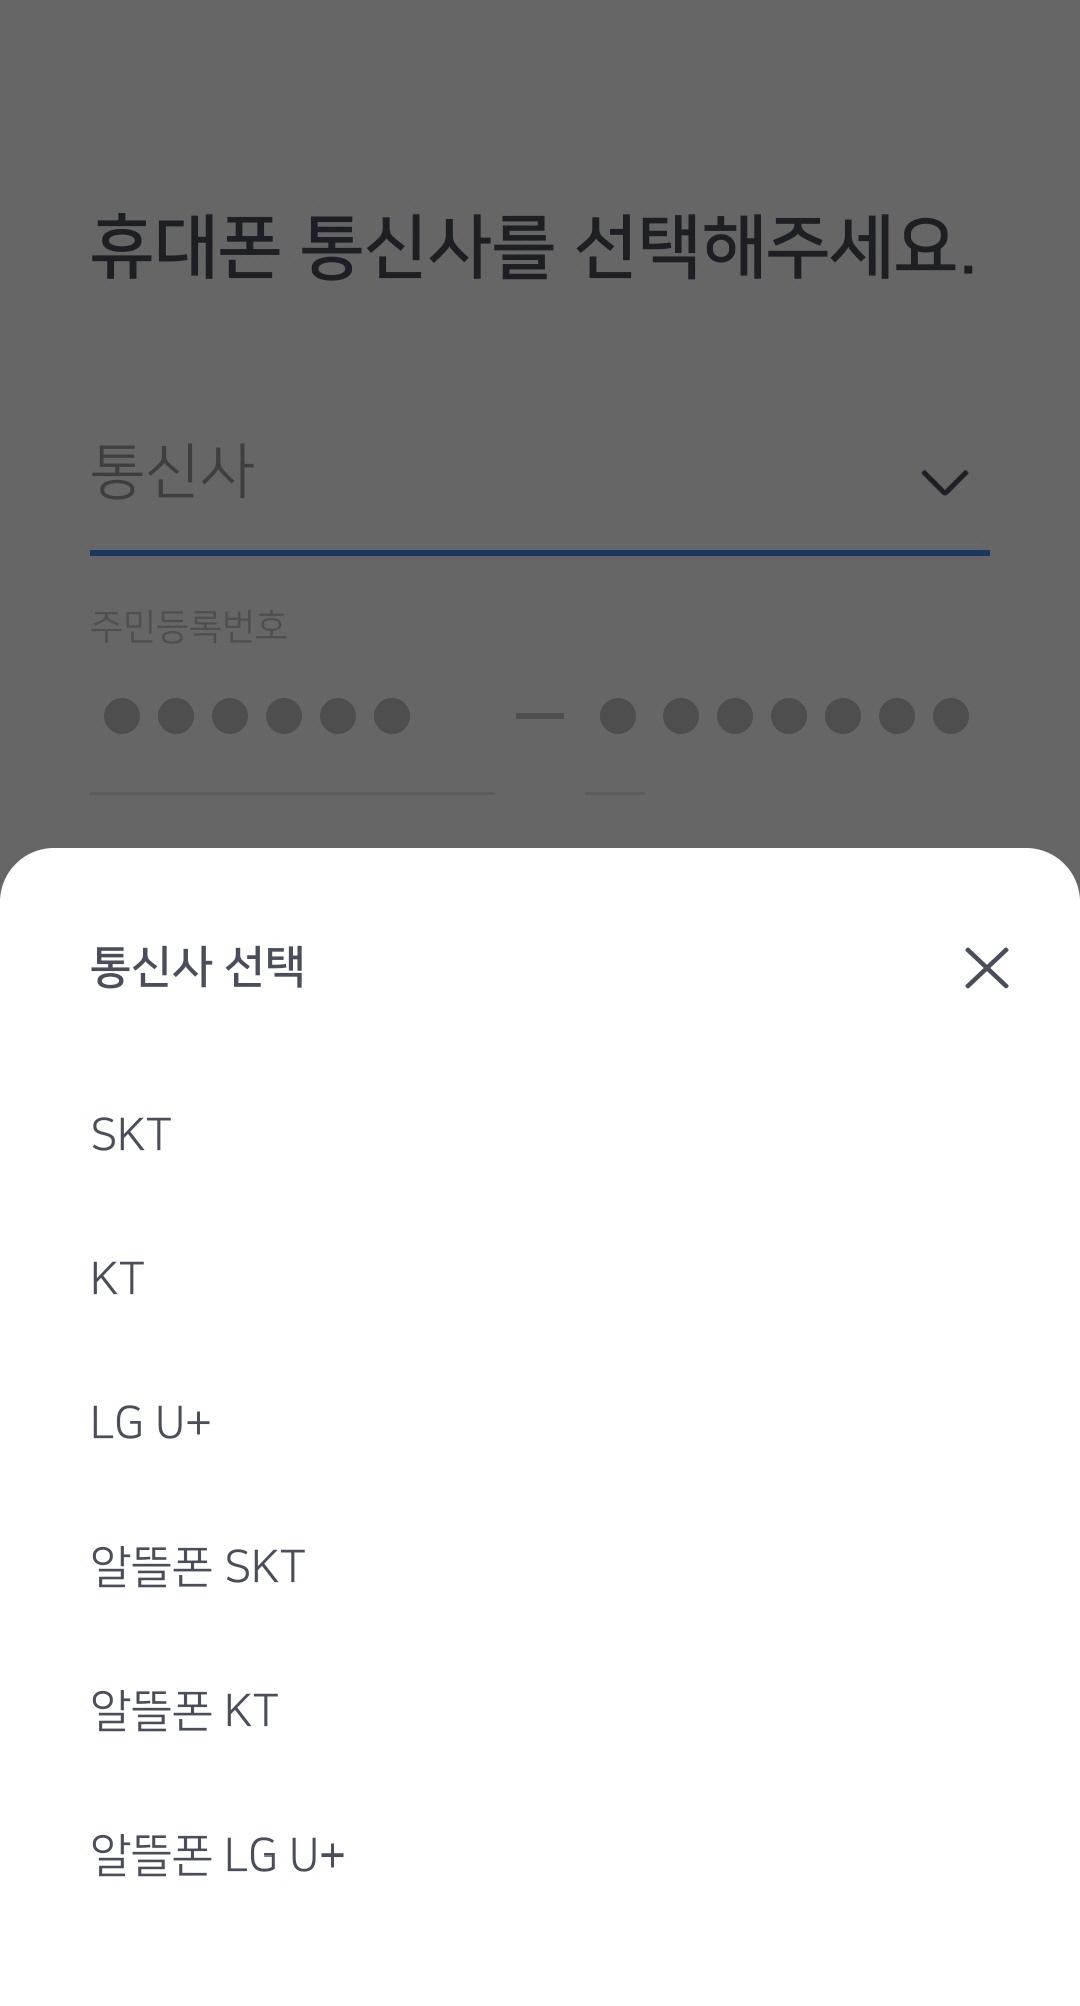 휴대폰 통신사를 선택해주세요.
통신사
주민등록번호
통신사 선택
SKT
KT
LG U+
알뜰폰 SKT
알뜰폰 KT
알뜰폰 LG U+